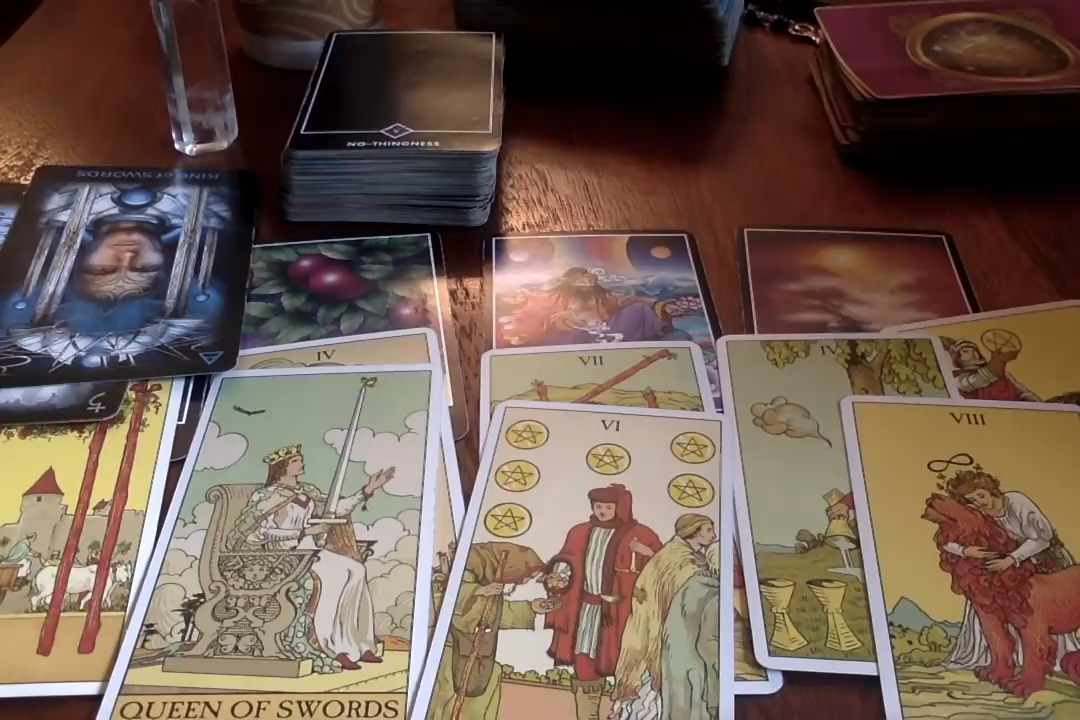 NO-THINGNESS
KING of SWORDS
IV
VII
IV
VI
VIII
QUEEN OF SWORDS